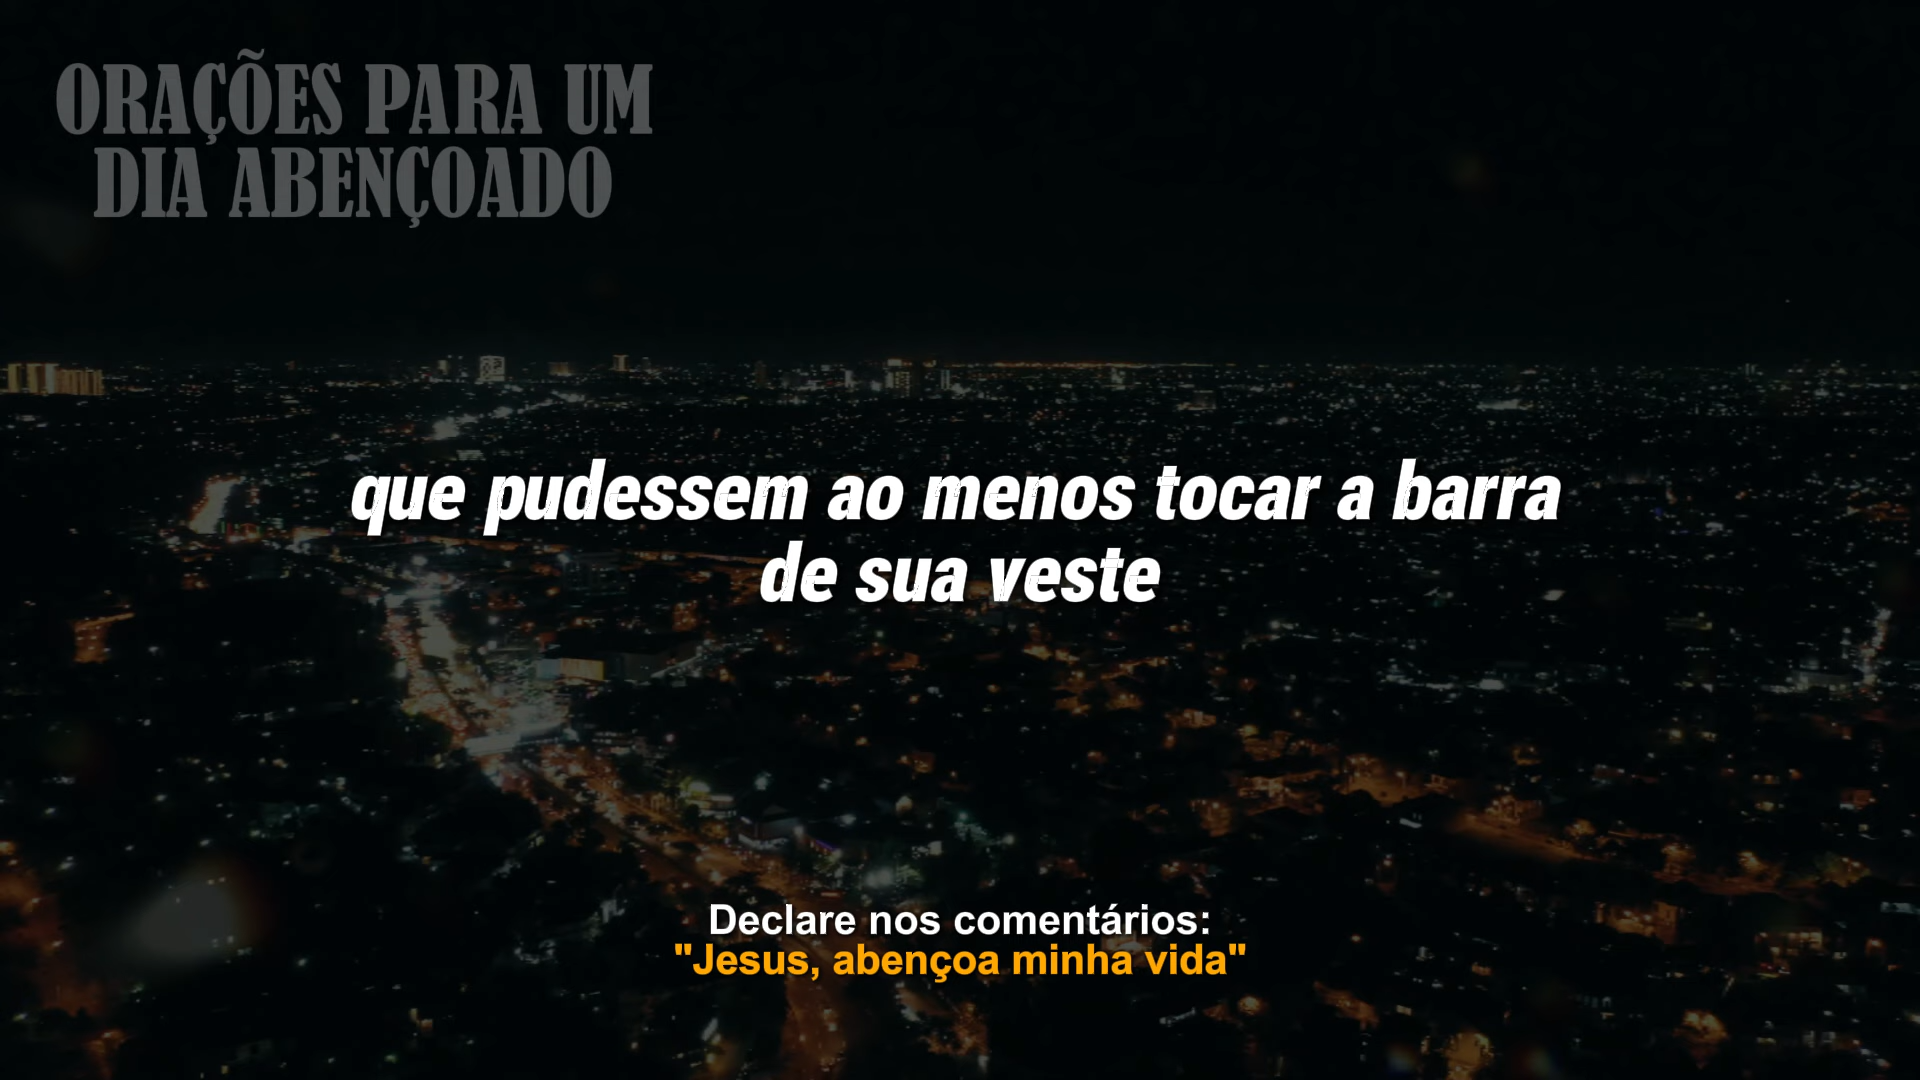 ORAÇÕES PARA UM
DIA ABENÇOADO
que pudessem ao menos tocar a barra
de sua veste
Declare nos comentários:
"Jesus, abençoa minha vida"